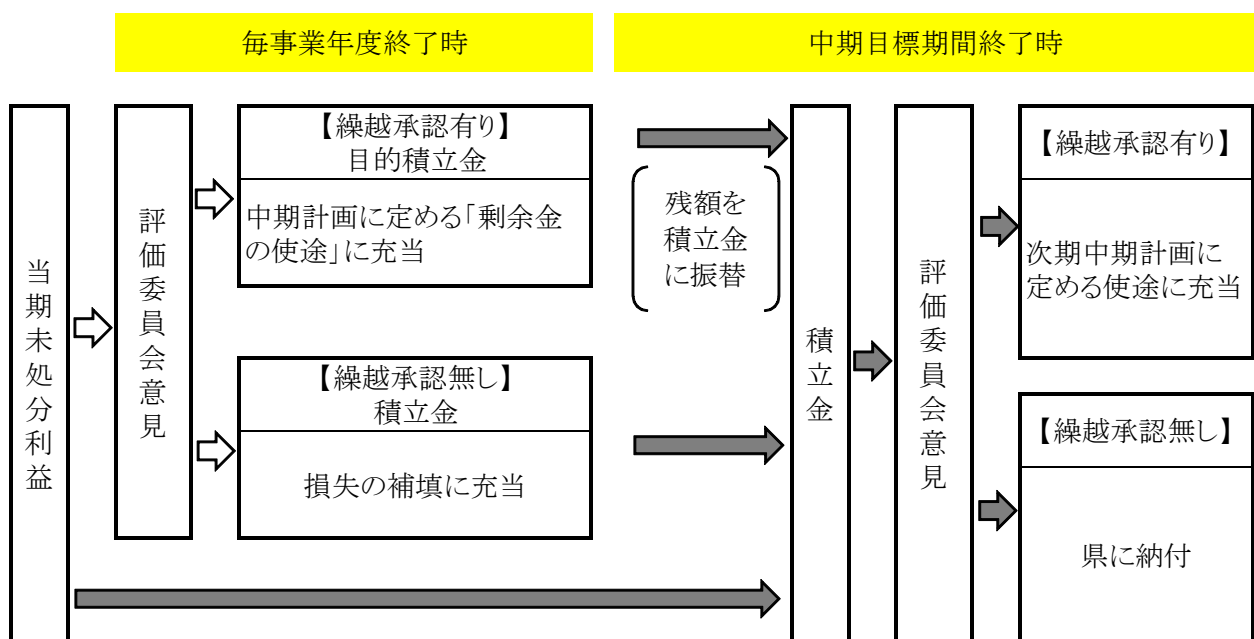 毎事業年度終了時
中期目標期間終了時
当期未処分利益
評価委員会意見
【繰越承認有り】
目的積立金
中期計画に定める「剰余金
の使途」に充当
【繰越承認無し】
積立金
損失の補填に充当
残額を
積立金
に振替
積立金
評価委員会意見
【繰越承認有り】
次期中期計画に
定める使途に充当
【繰越承認無し】
県に納付